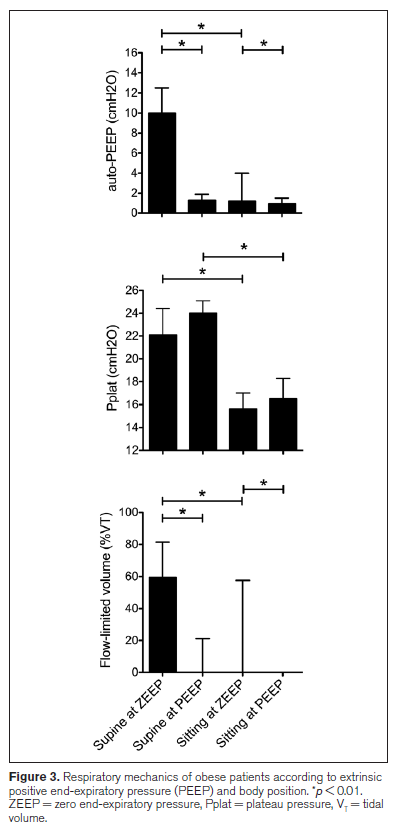 *
*
*
auto-PEEP (cmH2O)
16
14
12
10
8
6
4
2
0
*
*
Pplat (cmH2O)
26
24
22
20
18
16
14
12
*
*
*
Flow-limited volume (%VT)
100
80
60
40
20
0
Supine at ZEEP
Supine at PEEP
Sitting at ZEEP
Sitting at PEEP
Figure 3. Respiratory mechanics of obese patients according to extrinsic
positive end-expiratory pressure (PEEP) and body position. *p < 0.01.
ZEEP = zero end-expiratory pressure, Pplat = plateau pressure, VT = tidal
volume.